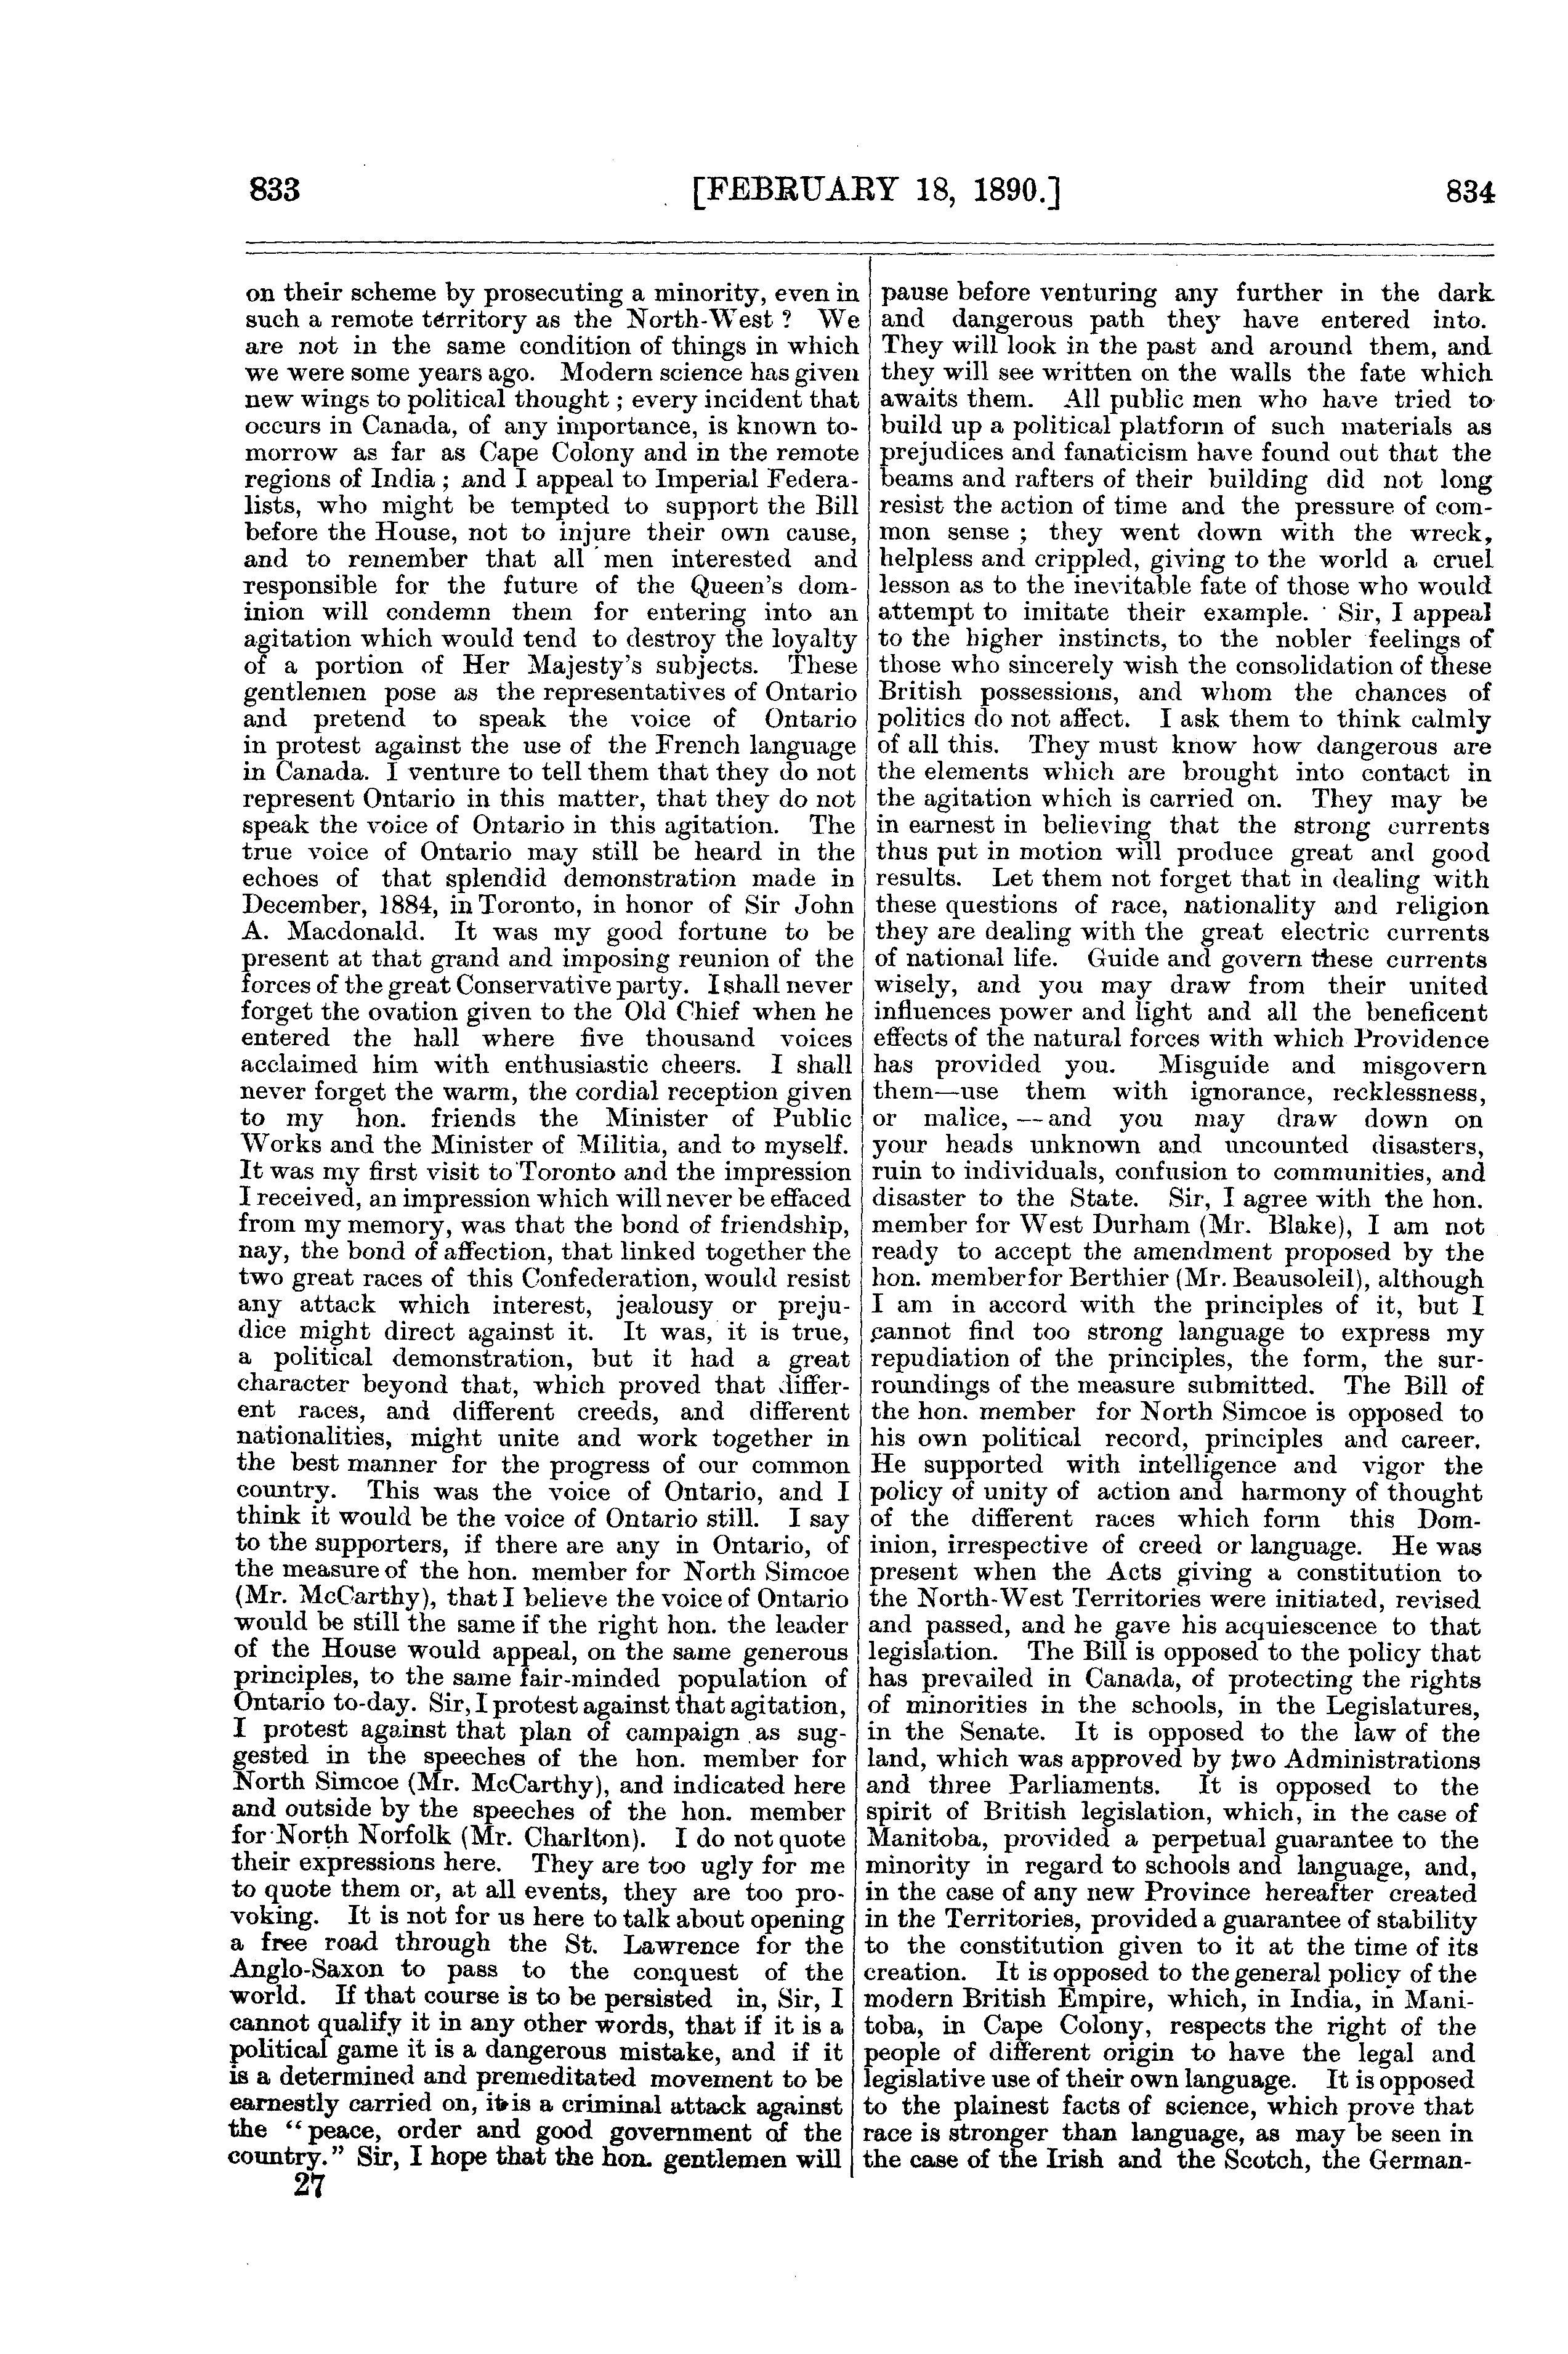 833
[FEBRUARY 18, 1890.]
834
on their scheme by prosecuting a minority, even in
such a remote territory as the North-West ? We
are not in the same condition of things in which
we were some years ago. Modern science has given
new wings to political thought ; every incident that
occurs in Canada, of any importance, is known to-
morrow as far as Cape Colony and in the remote
regions of India ; and I appeal to Imperial Federa-
lists, who might be tempted to support the Bill
before the House, not to injure their own cause,
and to remember that all men interested and
responsible for the future of the Queen's dom-
inion will condemn them for entering into an
agitation which would tend to destroy the loyalty
of a portion of Her Majesty's subjects. These
gentlemen pose as the representatives of Ontario
and pretend to speak the voice of Ontario
in protest against the use of the French language
in Canada. I venture to tell them that they do not
represent Ontario in this matter, that they do not
speak the voice of Ontario in this agitation. The
true voice of Ontario may still be heard in the
echoes of that splendid demonstration made in
December, 1884, in Toronto, in honor of Sir John
A. Macdonald. It was my good fortune to be
present at that grand and imposing reunion of the
forces of the great Conservative party. I shall never
forget the ovation given to the Old Chief when he
entered the hall where five thousand voices
acclaimed him with enthusiastic cheers. I shall
never forget the warm, the cordial reception given
to my hon. friends the Minister of Public
Works and the Minister of Militia, and to myself.
It was my first visit to Toronto and the impression
I received, an impression which will never be effaced
from my memory, was that the bond of friendship,
nay, the bond of affection, that linked together the
two great races of this Confederation, would resist
any attack which interest, jealousy or preju-
dice might direct against it. It was, it is true,
a political demonstration, but it had a great
character beyond that, which proved that differ-
ent races, and different creeds, and different
nationalities, might unite and work together in
the best manner for the progress of our common
country. This was the voice of Ontario, and I
think it would be the voice of Ontario still. I say
to the supporters, if there are any in Ontario, of
the measure of the hon. member for North Simcoe
(Mr. McCarthy), that I believe the voice of Ontario
would be still the same if the right hon. the leader
of the House would appeal, on the same generous
principles, to the same fair-minded population of
Ontario to-day. Sir, I protest against that agitation,
I protest against that plan of campaign as sug-
gested in the speeches of the hon. member for
North Simcoe (Mr. McCarthy), and indicated here
and outside by the speeches of the hon. member
for North Norfolk (Mr. Charlton). I do not quote
their expressions here. They are too ugly for me
to quote them or, at all events, they are too pro-
voking. It is not for us here to talk about opening
a free road through the St. Lawrence for the
Anglo-Saxon to pass to the conquest of the
world. If that course is to be persisted in, Sir, I
cannot qualify it in any other words, that if it is a
political game it is a dangerous mistake, and if it
is a determined and premeditated movement to be
earnestly carried on, it is a criminal attack against
the "peace, order and good government of the
country." Sir, I hope that the hon. gentlemen will
27
pause before venturing any further in the dark
and dangerous path they have entered into.
They will look in the past and around them, and
they will see written on the walls the fate which
awaits them. All public men who have tried to
build up a political platform of such materials as
prejudices and fanaticism have found out that the
beams and rafters of their building did not long
resist the action of time and the pressure of com-
mon sense ; they went down with the wreck,
helpless and crippled, giving to the world a cruel
lesson as to the inevitable fate of those who would
attempt to imitate their example. Sir, I appeal
to the higher instincts, to the nobler feelings of
those who sincerely wish the consolidation of these
British possessions, and whom the chances of
politics do not affect. I ask them to think calmly
of all this. They must know how dangerous are
the elements which are brought into contact in
the agitation which is carried on. They may be
in earnest in believing that the strong currents
thus put in motion will produce great and good
results. Let them not forget that in dealing with
these questions of race, nationality and religion
they are dealing with the great electric currents
of national life. Guide and govern these currents
wisely, and you may draw from their united
influences power and light and all the beneficent
effects of the natural forces with which Providence
has provided you. Misguide and misgovern
them—use them with ignorance, recklessness,
or malice, — and you may draw down on
your heads unknown and uncounted disasters,
ruin to individuals, confusion to communities, and
disaster to the State. Sir, I agree with the hon.
member for West Durham (Mr. Blake), I am not
ready to accept the amendment proposed by the
hon. member for Berthier (Mr. Beausoleil), although
I am in accord with the principles of it, but I
cannot find too strong language to express my
repudiation of the principles, the form, the sur-
roundings of the measure submitted. The Bill of
the hon. member for North Simcoe is opposed to
his own political record, principles and career.
He supported with intelligence and vigor the
policy of unity of action and harmony of thought
of the different races which form this Dom-
inion, irrespective of creed or language. He was
present when the Acts giving a constitution to
the North-West Territories were initiated, revised
and passed, and he gave his acquiescence to that
legislation. The Bill is opposed to the policy that
has prevailed in Canada, of protecting the rights
of minorities in the schools, in the Legislatures,
in the Senate. It is opposed to the law of the
land, which was approved by two Administrations
and three Parliaments. It is opposed to the
spirit of British legislation, which, in the case of
Manitoba, provided a perpetual guarantee to the
minority in regard to schools and language, and,
in the case of any new Province hereafter created
in the Territories, provided a guarantee of stability
to the constitution given to it at the time of its
creation. It is opposed to the general policy of the
modern British Empire, which, in India, in Mani-
toba, in Cape Colony, respects the right of the
people of different origin to have the legal and
legislative use of their own language. It is opposed
to the plainest facts of science, which prove that
race is stronger than language, as may be seen in
the case of the Irish and the Scotch, the German-